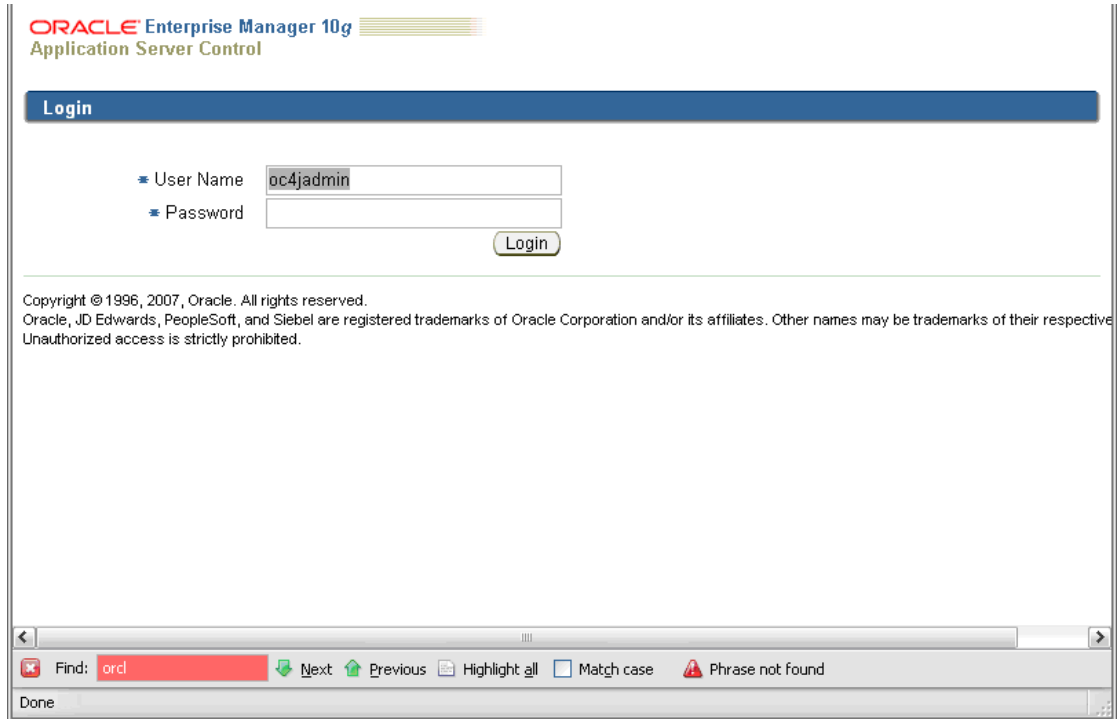 ORACLE Enterprise Manager 10g
Application Server Control
Login
* User Name oc4jadmin
* Password
Login
Copyright © 1996, 2007, Oracle. All rights reserved.
Oracle, JD Edwards, PeopleSoft, and Siebel are registered trademarks of Oracle Corporation and/or its affiliates. Other names may be trademarks of their respective
Unauthorized access is strictly prohibited.
Find: orcl Next Previous Highlight all Match case Phrase not found
Done